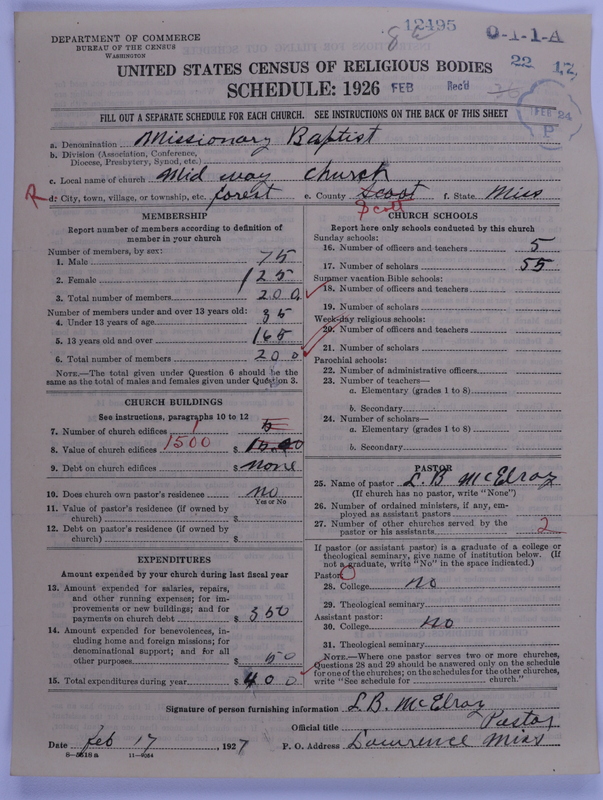 12495
O-1-1-A
DEPARTMENT OF COMMERCE
BUREAU OF THE CENSUS
WASHINGTON
22 17
UNITED STATES CENSUS OF RELIGIOUS BODIES
SCHEDULE: 1926 FEB Rec'd
FEB 24
P
FILL OUT A SEPARATE SCHEDULE FOR EACH CHURCH. SEE INSTRUCTIONS ON THE BACK OF THIS SHEET
a. Denomination Missionary Baptist
b. Division (Association, Conference, Diocese, Presbytery, Synod, etc.)
c. Local name of church Mid way Church
R d: City, town, village, or township, etc. forest e. County Scoot f. State Miss
Scott
MEMBERSHIP
Report number of members according to definition of
member in your church
Number of members, by sex:
1. Male 75
2. Female 125
3. Total number of members 200
Number of members under and over 13 years old:
4. Under 13 years of age 35
5. 13 years old and over 165
6. Total number of members 200
NOTE.—The total given under Question 6 should be the
same as the total of males and females given under Question 3.
CHURCH BUILDINGS
See instructions, paragraphs 10 to 12
7. Number of church edifices 1
8. Value of church edifices 1500 $
9. Debt on church edifices $ none
10. Does church own pastor's residence no
Yes or No
11. Value of pastor's residence (if owned by
church) $
12. Debt on pastor's residence (if owned by
church) $
EXPENDITURES
Amount expended by your church during last fiscal year
13. Amount expended for salaries, repairs,
and other running expenses; for im-
provements or new buildings; and for
payments on church debt $ 350
14. Amount expended for benevolences, in-
cluding home and foreign missions; for
denominational support; and for all
other purposes 50
15. Total expenditures during year $ 400
CHURCH SCHOOLS
Report here only schools conducted by this church
Sunday schools:
16. Number of officers and teachers 5
17. Number of scholars 55
Summer vacation Bible schools:
18. Number of officers and teachers
19. Number of scholars
Week-day religious schools:
20. Number of officers and teachers
21. Number of scholars
Parochial schools:
22. Number of administrative officers
23. Number of teachers—
a. Elementary (grades 1 to 8)
b. Secondary
24. Number of scholars—
a. Elementary (grades 1 to 8)
b. Secondary
PASTOR
25. Name of pastor L. B. McElroy
(If church has no pastor, write "None")
26. Number of ordained ministers, if any, em-
ployed as assistant pastors
27. Number of other churches served by the
pastor or his assistants 2
If pastor (or assistant pastor) is a graduate of a college or
theological seminary, give name of institution below. (If
not a graduate, write "No" in the space indicated.)
Pastor: O
28. College no
29. Theological seminary
Assistant pastor:
30. College no
31. Theological seminary
NOTE.—Where one pastor serves two or more churches,
Questions 28 and 29 should be answered only on the schedule
for one of the churches; on the schedules for the other churches,
write "See schedule for church."
Signature of person furnishing information L. B. McElroy
Official title Pastor
Date feb 17 1927 P. O. Address Lawrence Miss
8-5618a 11-9064